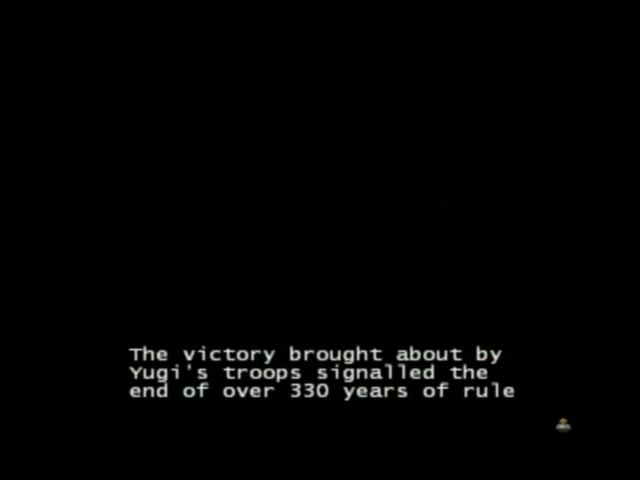 The victory brought about by
Yugi's troops signalled the
end of over 330 years of rule